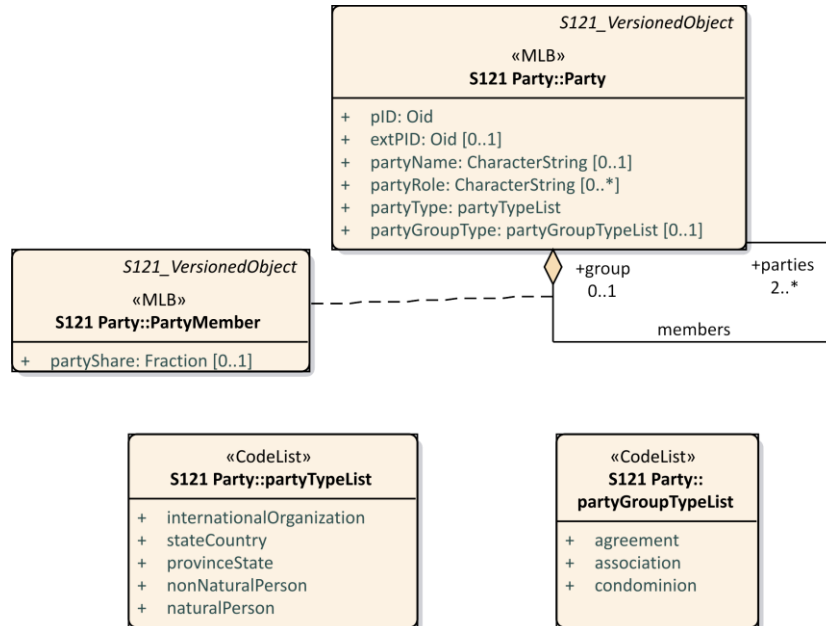 S121_VersionedObject
«MLB»
S121 Party::Party
+ pID: Oid
+ extPID: Oid [0..1]
+ partyName: CharacterString [0..1]
+ partyRole: CharacterString [0..*]
+ partyType: partyTypeList
+ partyGroupType: partyGroupTypeList [0..1]
S121_VersionedObject
«MLB»
S121 Party::PartyMember
+ partyShare: Fraction [0..1]
+group
0..1
+parties
2..*
members
«CodeList»
S121 Party::partyTypeList
+ internationalOrganization
+ stateCountry
+ provinceState
+ nonNaturalPerson
+ naturalPerson
«CodeList»
S121 Party::
partyGroupTypeList
+ agreement
+ association
+ condominion